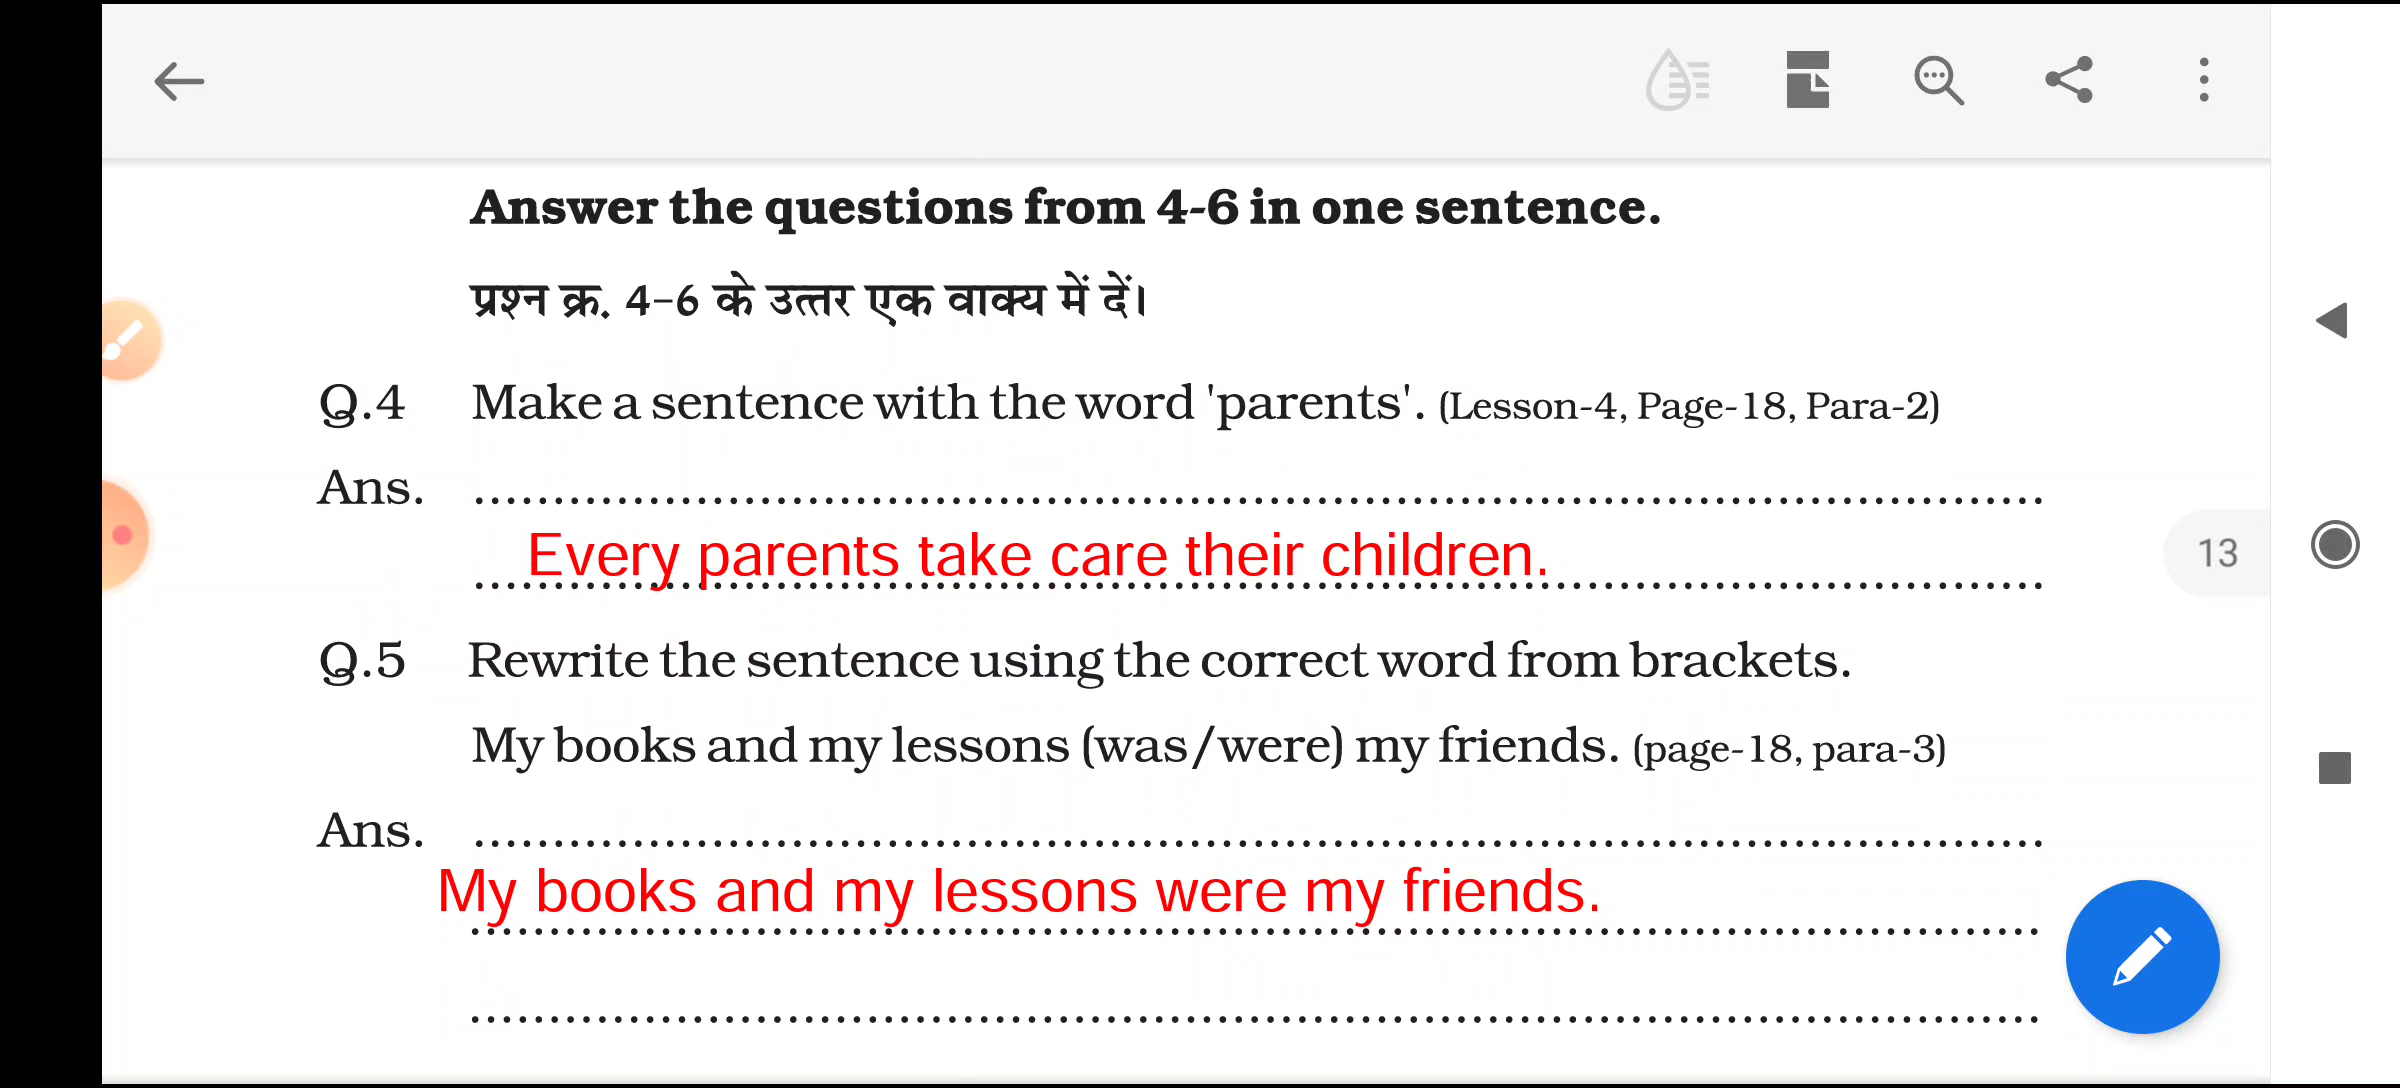 Answer the questions from 4-6 in one sentence.
प्रश्न क्र. 4-6 के उत्तर एक वाक्य में दें।
Q.4 Make a sentence with the word 'parents'. (Lesson-4, Page-18, Para-2)
Ans. ....................................................................................................
Every parents take care their children.
13
Q.5 Rewrite the sentence using the correct word from brackets.
My books and my lessons (was/were) my friends. (page-18, para-3)
Ans. ....................................................................................................
My books and my lessons were my friends.